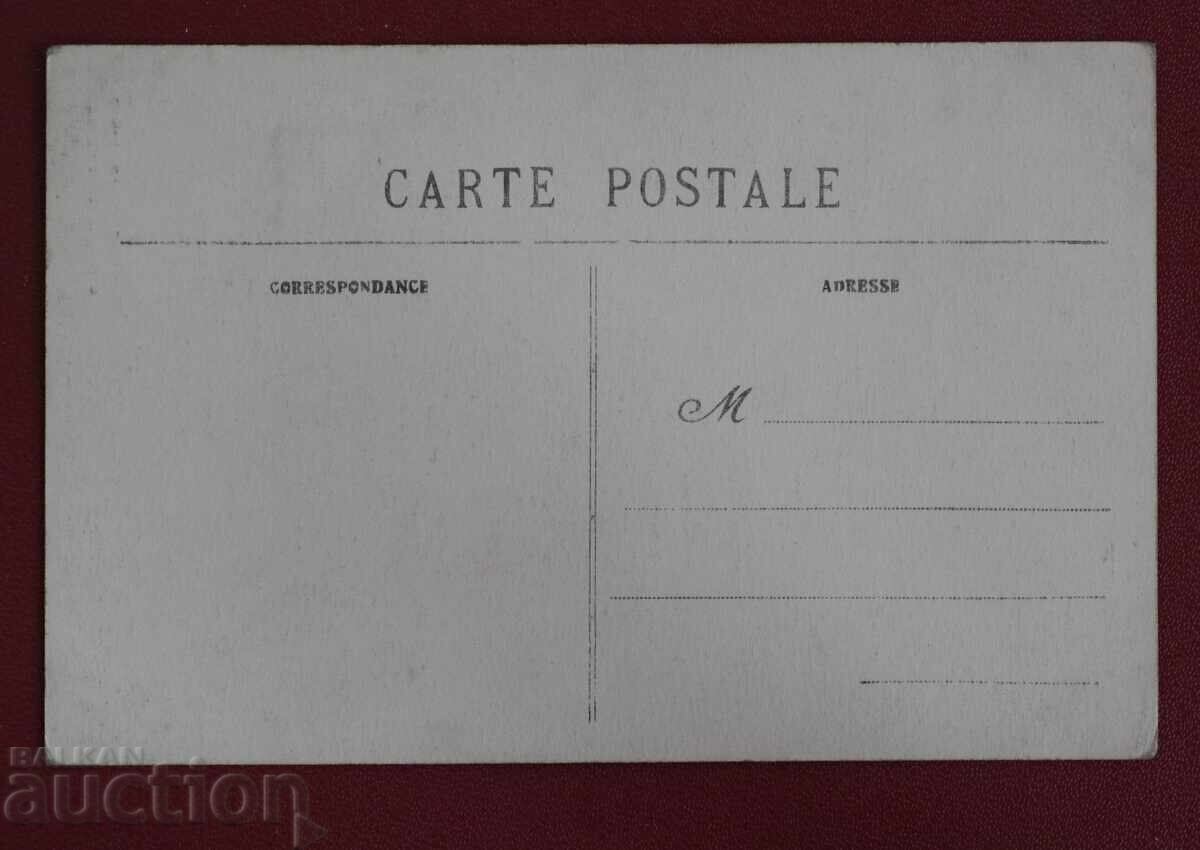 CARTE POSTALE
CORRESPONDANCE
ADRESSE
M
BALKAN
auction